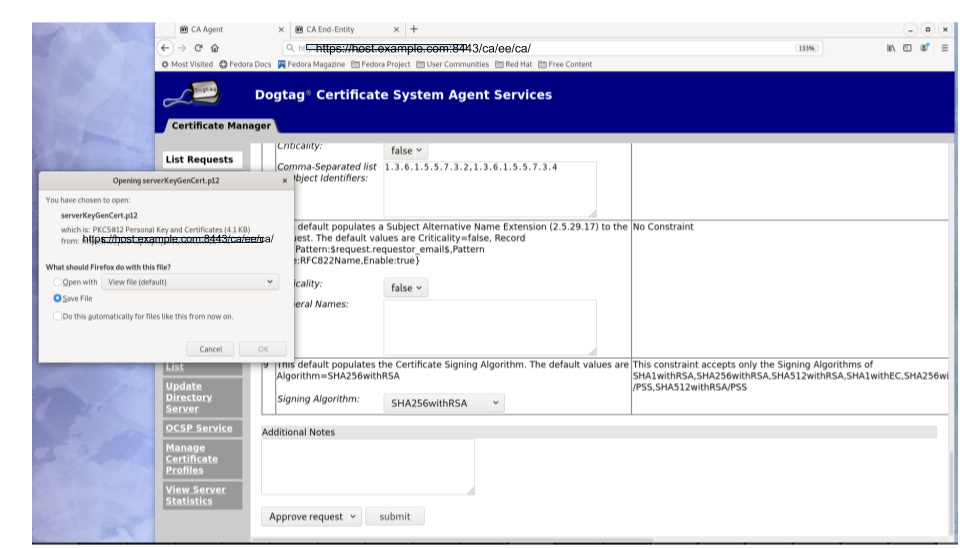 CA Agent
CA End-Entity
https://host.example.com:8443/ca/ee/ca/
133%
Most Visited Fedora Docs Fedora Magazine Fedora Project User Communities Red Hat Free Content
Dogtag® Certificate System Agent Services
Certificate Manager
List Requests
Criticality:
false
Comma-Separated list
bject Identifiers:
1.3.6.1.5.5.7.3.2,1.3.6.1.5.5.7.3.4
default populates a Subject Alternative Name Extension (2.5.29.17) to the
est. The default values are Criticality=false, Record
Pattern:$request.requestor_email$,Pattern
e:RFC822Name,Enable:true}
No Constraint
icality:
false
eral Names:
Opening serverKeyGenCert.p12
You have chosen to open:
serverKeyGenCert.p12
which is: PKCS#12 Personal Key and Certificates (4.1 KB)
from: https://host.example.com:8443/ca/ee/ca/
What should Firefox do with this file?
Open with View file (default)
Save File
Do this automatically for files like this from now on.
Cancel OK
List
Update
Directory
Server
OCSP Service
Manage
Certificate
Profiles
View Server
Statistics
9 This default populates the Certificate Signing Algorithm. The default values are
Algorithm=SHA256withRSA
Signing Algorithm:
SHA256withRSA
This constraint accepts only the Signing Algorithms of
SHA1withRSA,SHA256withRSA,SHA512withRSA,SHA1withEC,SHA256wi
/PSS,SHA512withRSA/PSS
Additional Notes
Approve request submit